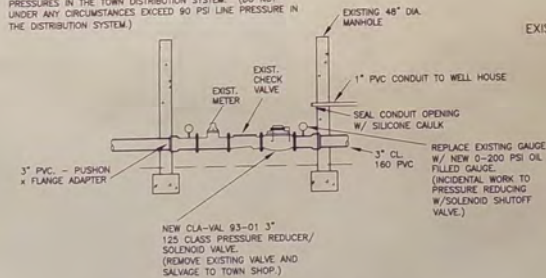 PRESSURES IN THE TOWN DISTRIBUTION SYSTEM. (DO NOT
UNDER ANY CIRCUMSTANCES EXCEED 90 PSI LINE PRESSURE IN
THE DISTRIBUTION SYSTEM.)
EXISTING 48" DIA.
MANHOLE
EXIS
EXIST.
CHECK
VALVE
EXIST.
METER
1" PVC CONDUIT TO WELL HOUSE
SEAL CONDUIT OPENING
W/ SILICONE CAULK
REPLACE EXISTING GAUGE
W/ NEW 0-200 PSI OIL
FILLED GAUGE.
(INCIDENTAL WORK TO
PRESSURE REDUCING
W/SOLENOID SHUTOFF
VALVE.)
3" CL.
160 PVC
3" PVC. - PUSHON
x FLANGE ADAPTER
NEW CLA-VAL 93-01 3"
125 CLASS PRESSURE REDUCER/
SOLENOID VALVE.
(REMOVE EXISTING VALVE AND
SALVAGE TO TOWN SHOP.)